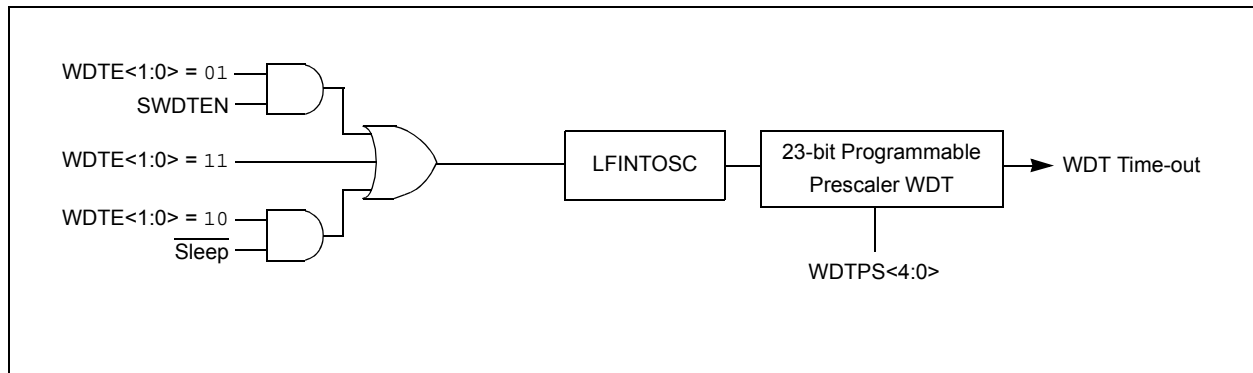 WDTE<1:0> = 01
SWDTEN
WDTE<1:0> = 11
WDTE<1:0> = 10
Sleep
LFINTOSC
23-bit Programmable
Prescaler WDT
WDT Time-out
WDTPS<4:0>